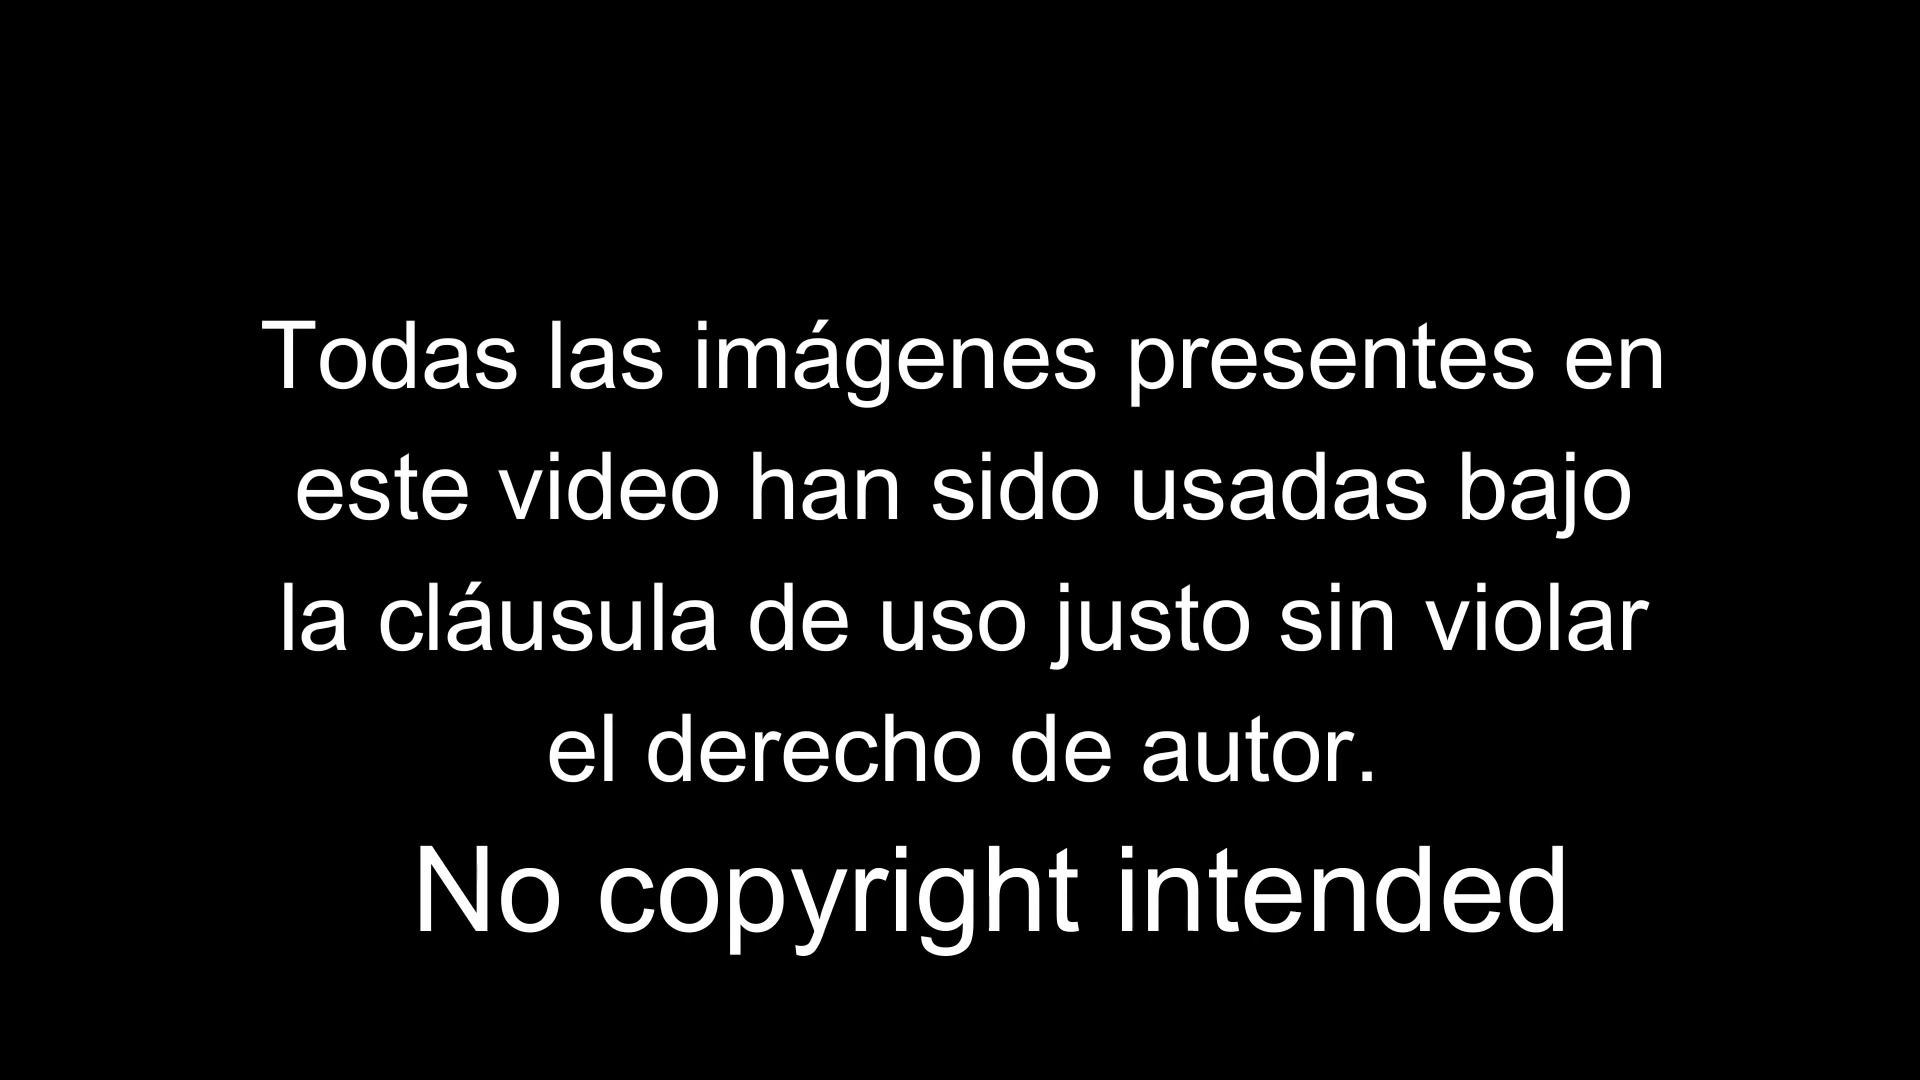 Todas las imágenes presentes en
este video han sido usadas bajo
la cláusula de uso justo sin violar
el derecho de autor.
No copyright intended